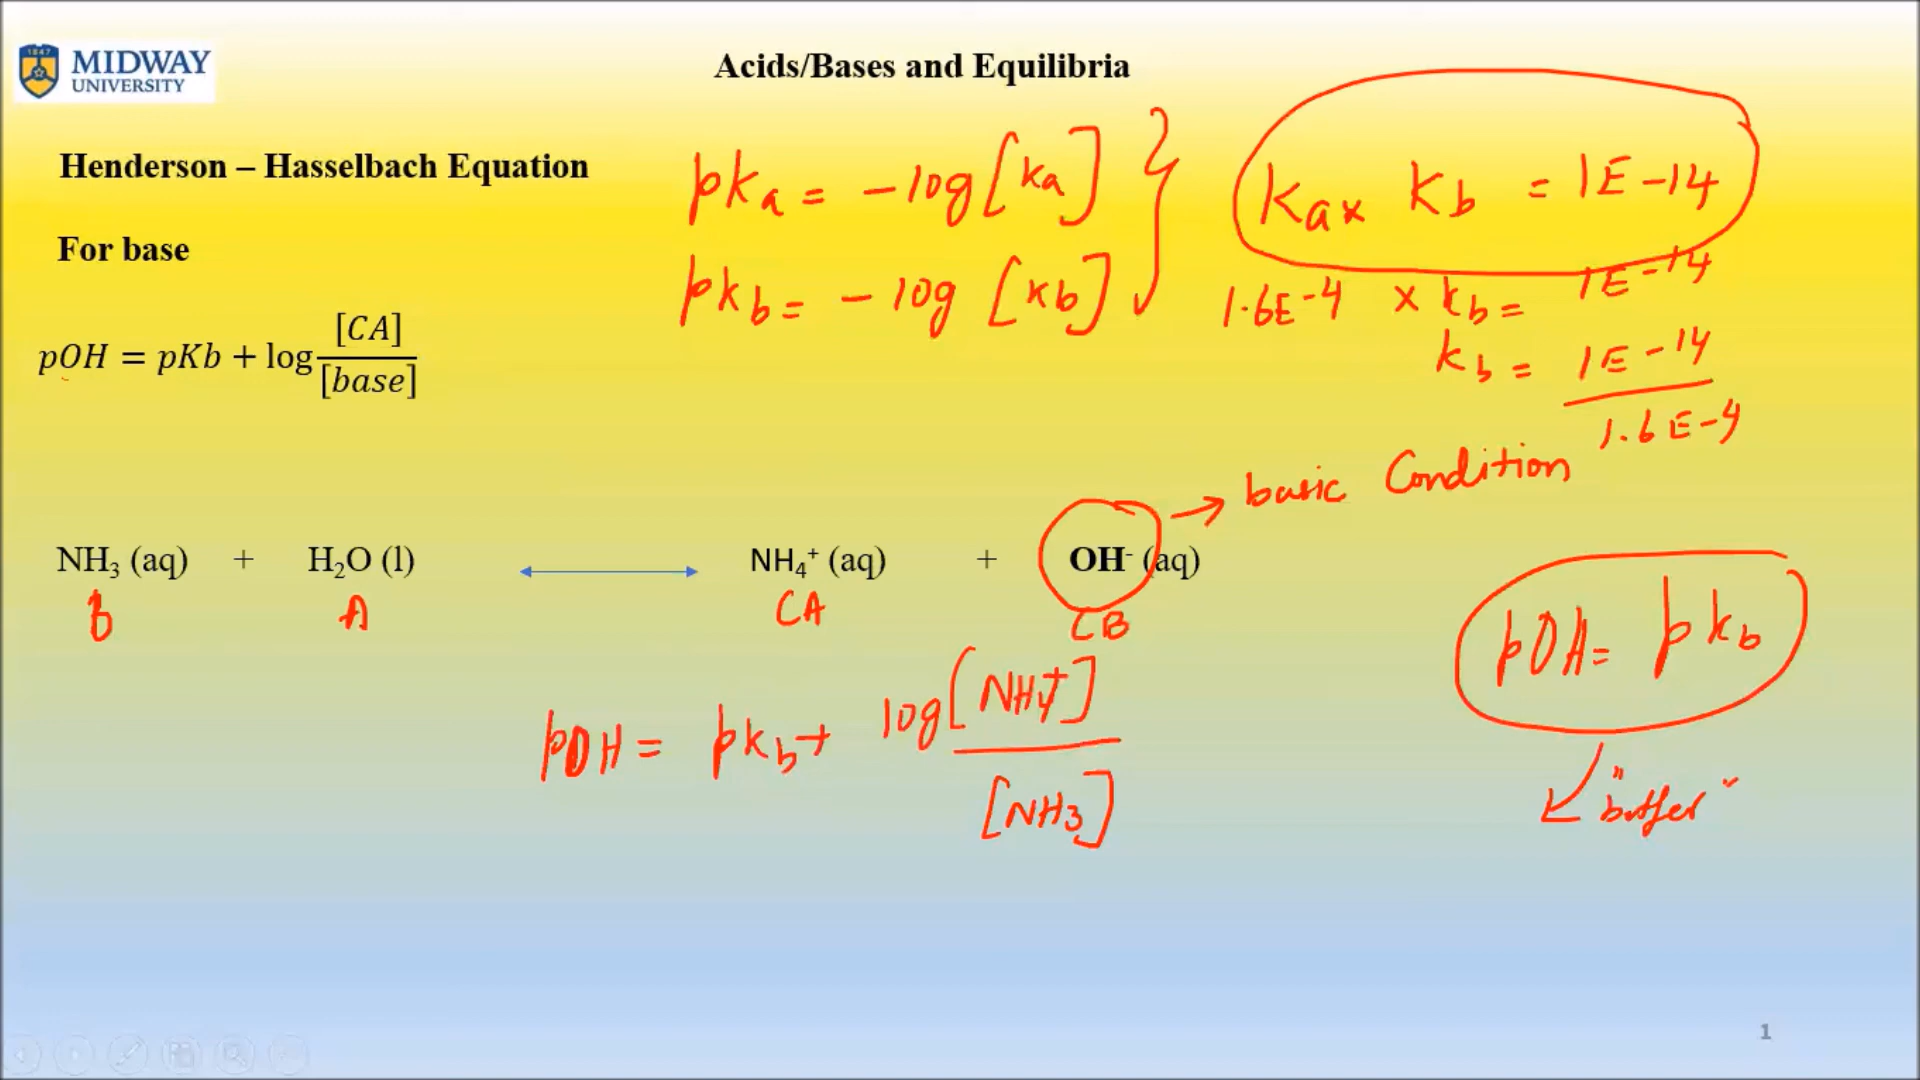 1847
MIDWAY
UNIVERSITY
Acids/Bases and Equilibria
Henderson – Hasselbach Equation
For base
pOH = pKb + log [CA] / [base]
pka = -log [ka]
pkb = -log [kb]
Ka x Kb = 1E-14
1.6E-4 x kb = 1E-14
kb = 1E-14 / 1.6E-4
→ basic Condition
NH₃ (aq) + H₂O (l) ⟷ NH₄⁺ (aq) + OH⁻ (aq)
B A CA CB
pOH = pkb + log [NH4+] / [NH3]
pOH = pkb
"buffer"
1